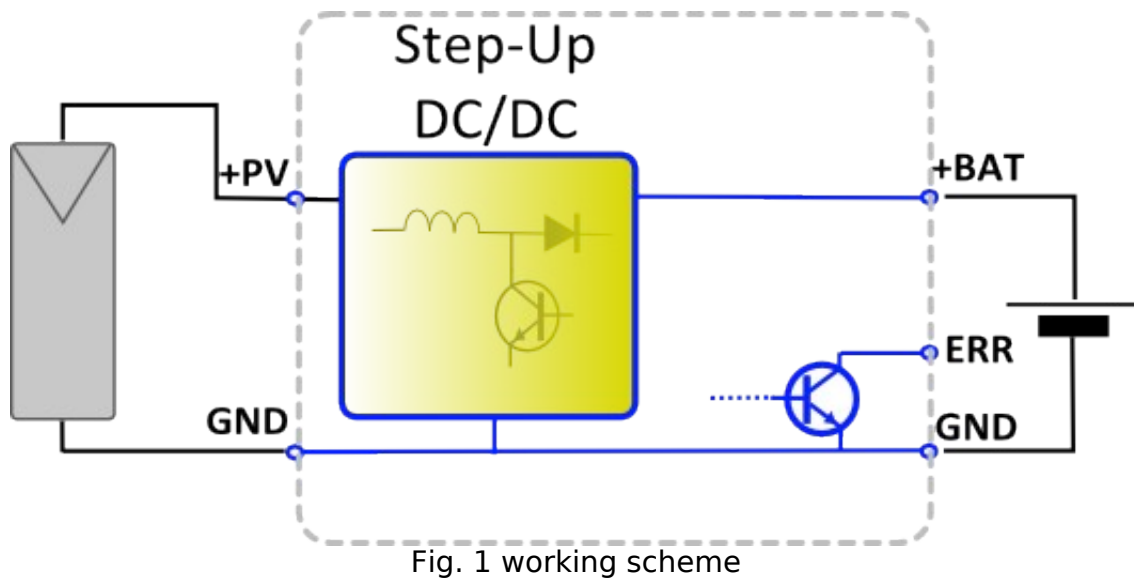 Step-Up
DC/DC
+PV
+BAT
ERR
GND
GND
Fig. 1 working scheme